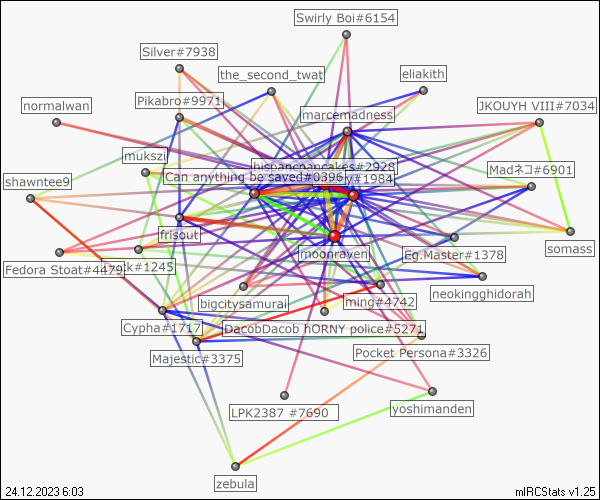 Swirly Boi#6154
Silver#7938
the_second_twat
eliakith
normalwan
Pikabro#9971
JKOUYH VIII#7034
marcemadness
mukszi
hispanicpancakes#2928
Madネコ#6901
Can anything be saved#0396
#1984
shawntee9
frisout
somass
moonraven
Eg.Master#1378
Fedora Stoat#4479
#1245
neokingghidorah
bigcitysamurai
ming#4742
Cypha#1717
DacobDacob hORNY police#5271
Majestic#3375
Pocket Persona#3326
LPK2387 #7690
yoshimanden
zebula
24.12.2023 6:03
mIRCStats v1.25